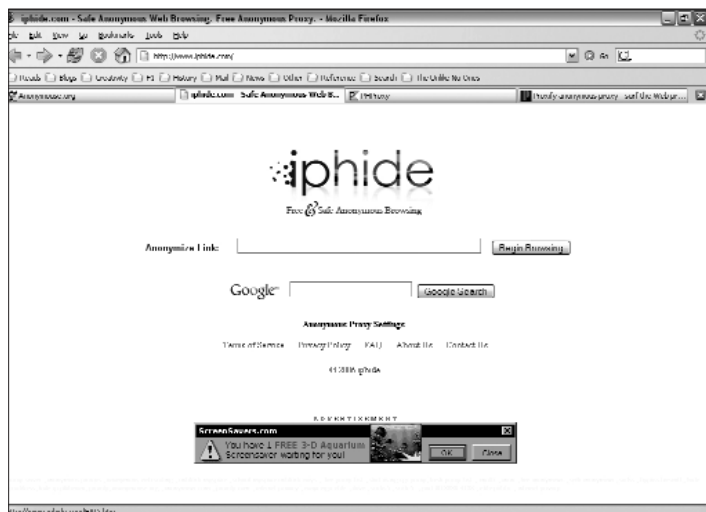 iphide.com - Safe Anonymous Web Browsing. Free Anonymous Proxy. - Mozilla Firefox
Edit View Go Bookmarks Tools Help
http://www.iphide.com/ Go
Reads Blogs Creativity F1 History Mail News Other Reference Search The Unlike No Ones
Anonymouse.org iphide.com Safe Anonymous Web B... PHProxy Proxify anonymous proxy - surf the Web pr...
iphide
Free & Safe Anonymous Browsing
Anonymize Link: Begin Browsing
Google Google Search
Anonymous Proxy Settings
Terms of Service Privacy Policy FAQ About Us Contact Us
© 2006 iphide
ADVERTISEMENT
ScreenSavers.com
You have 1 FREE 3-D Aquarium
Screensaver waiting for you!
OK Close